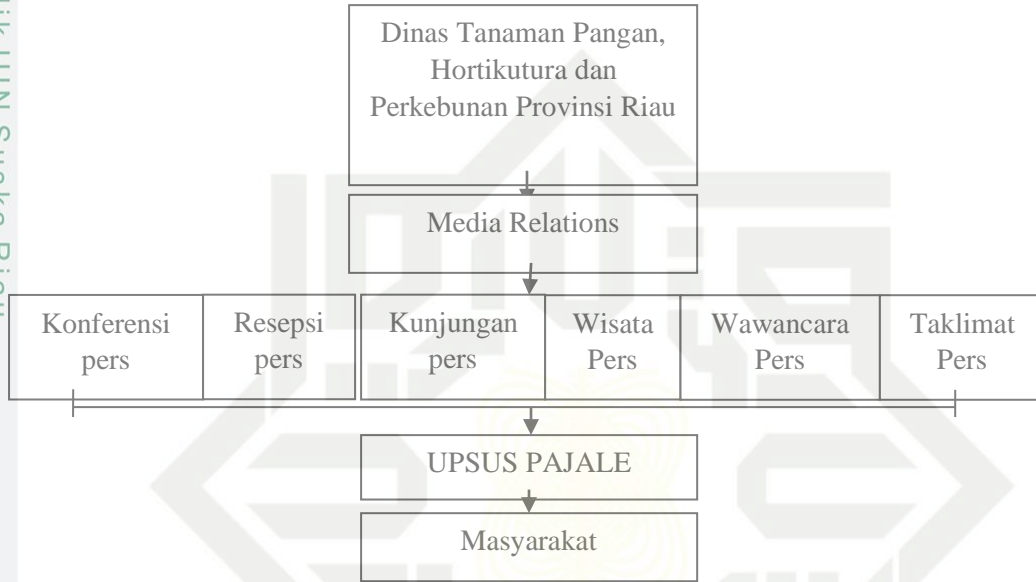 Dinas Tanaman Pangan,
Hortikutura dan
Perkebunan Provinsi Riau
Media Relations
Konferensi
pers
Resepsi
pers
Kunjungan
pers
Wisata
Pers
Wawancara
Pers
Taklimat
Pers
UPSUS PAJALE
Masyarakat